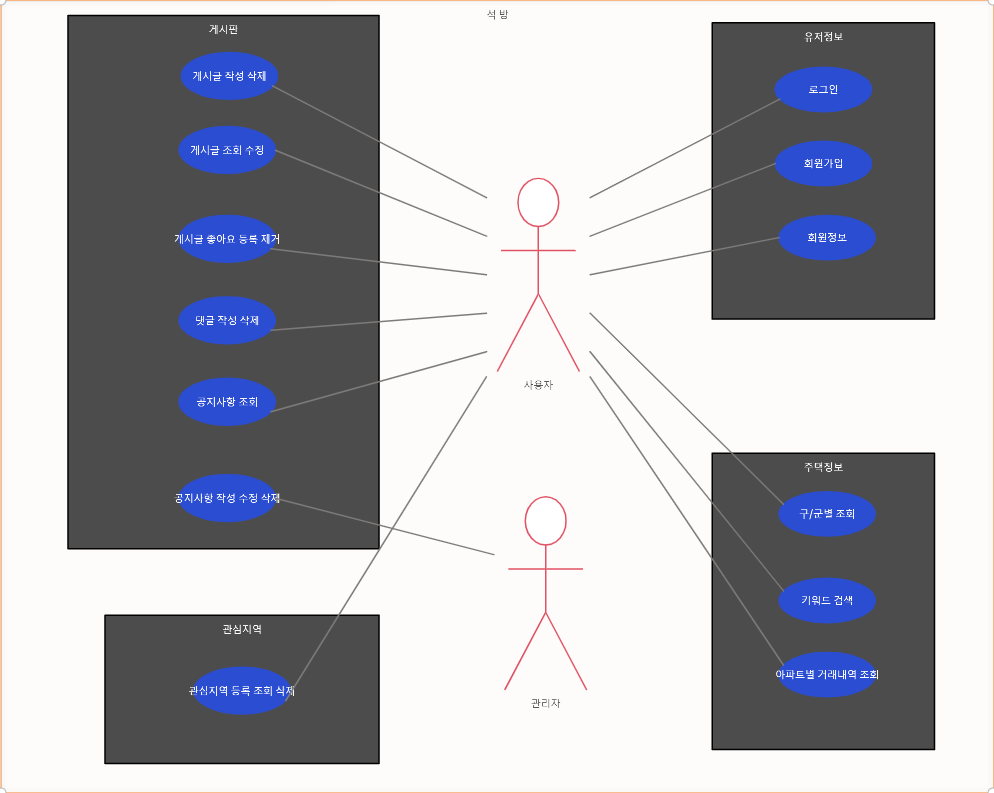 석 방
게시판
게시글 작성 삭제
게시글 조회 수정
게시글 좋아요 등록 제거
댓글 작성 삭제
공지사항 조회
공지사항 작성 수정 삭제
관심지역
관심지역 등록 조회 삭제
사용자
관리자
유저정보
로그인
회원가입
회원정보
주택정보
구/군별 조회
키워드 검색
아파트별 거래내역 조회